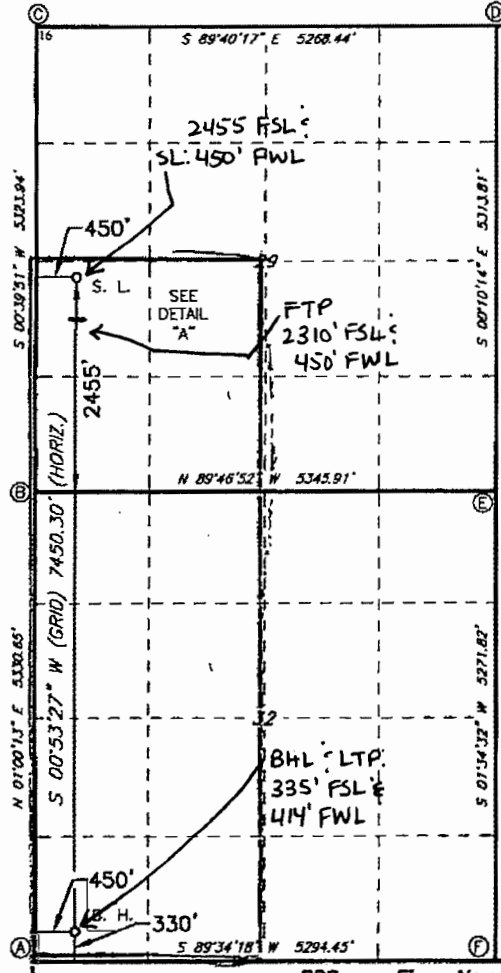 C
D
16
S 89°40'17" E 5268.44'
2455 FSL &
SL: 450' FWL
S 00°39'51" W 5323.94'
S 00°10'14" E 5313.81'
450'
S. L.
SEE
DETAIL
"A"
FTP
2310' FSL &
450' FWL
2455'
N 89°46'52" W 5345.91'
B
E
S 00°53'27" W (GRID) 7450.30' (HORIZ.)
N 01°00'13" E 5330.65'
S 01°34'32" W 5271.82'
32
BHL & LTP:
335' FSL &
414' FWL
450'
B. H.
330'
A
S 89°34'18" W 5294.45'
F